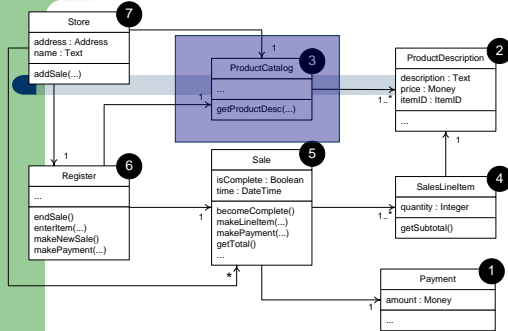 Store
7
address : Address
name : Text
addSale(...)
1
ProductCatalog
3
...
getProductDesc(...)
1
1..*
ProductDescription
2
description : Text
price : Money
itemID : ItemID
...
1
1
Register
6
...
endSale()
enterItem(...)
makeNewSale()
makePayment(...)
1
Sale
5
isComplete : Boolean
time : DateTime
becomeComplete()
makeLineItem(...)
makePayment(...)
getTotal()
...
*
1..*
SalesLineItem
4
quantity : Integer
getSubtotal()
1
Payment
1
amount : Money
...